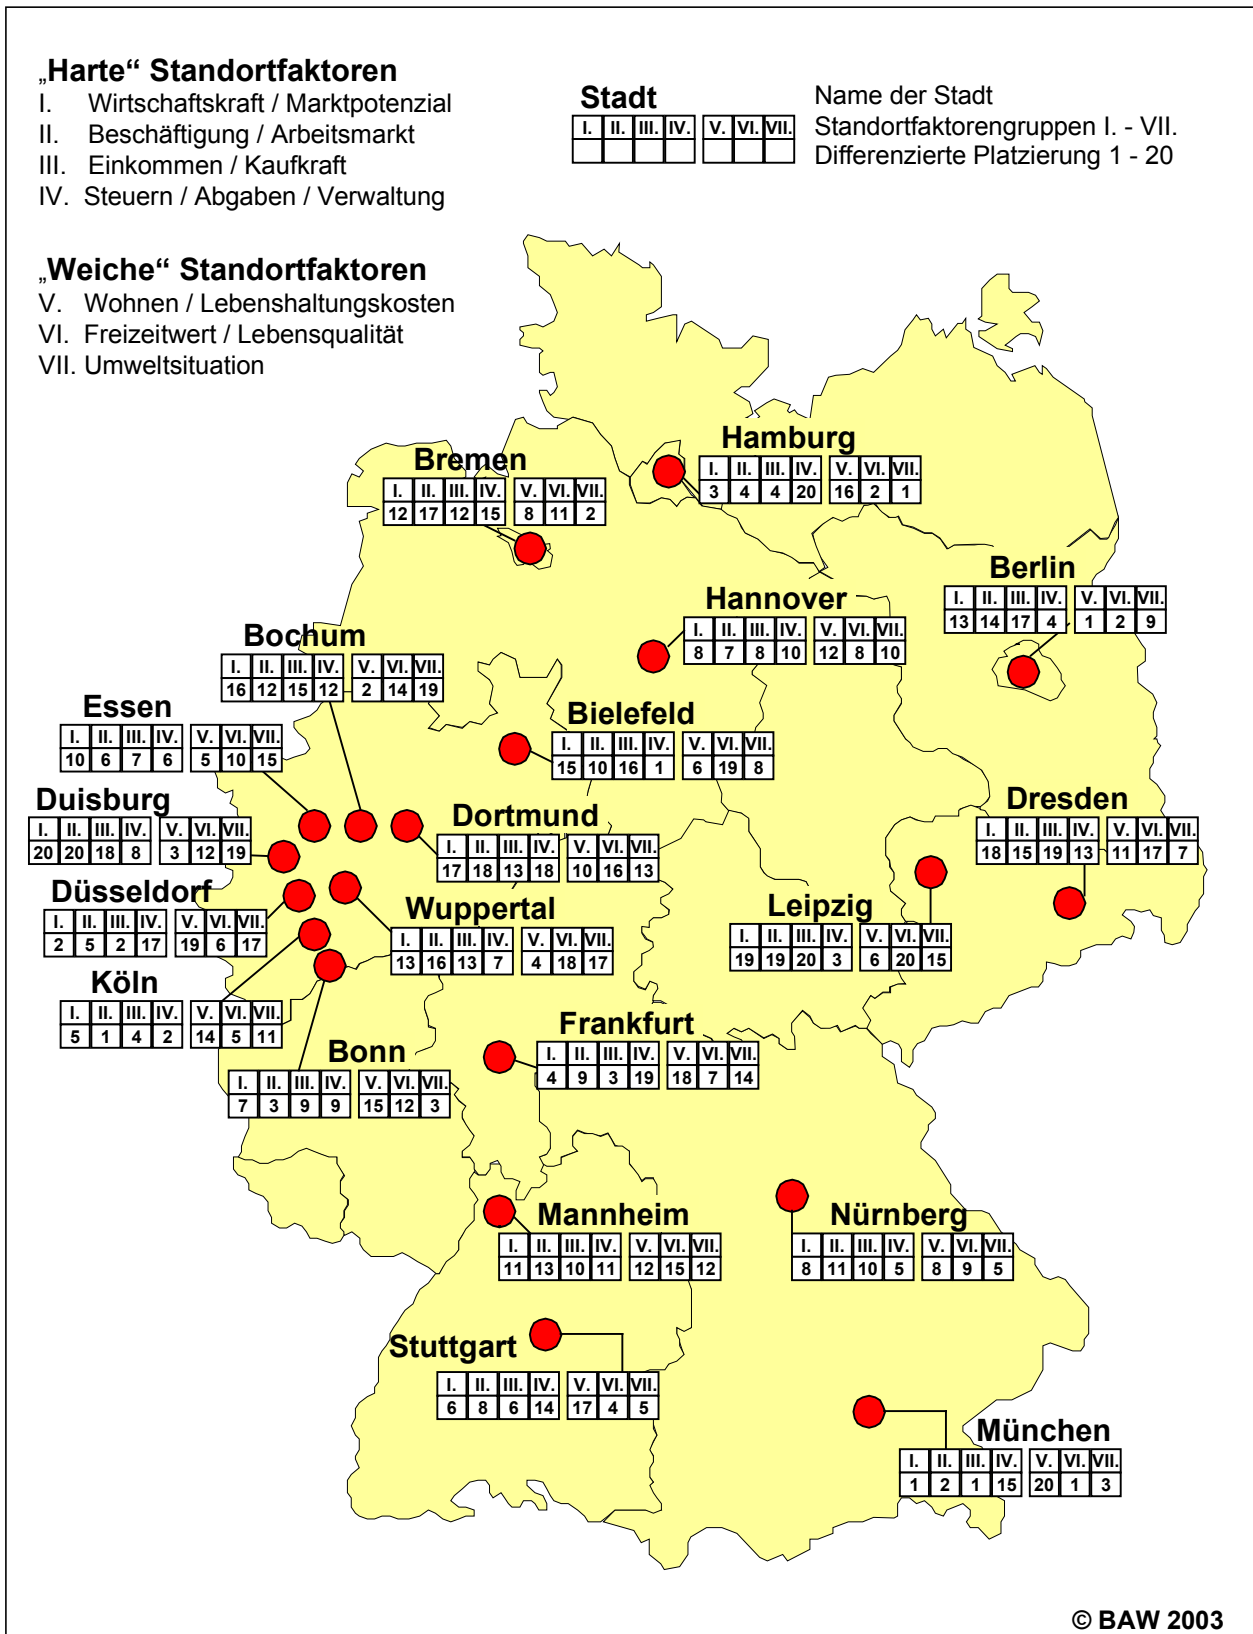 „Harte“ Standortfaktoren
I. Wirtschaftskraft / Marktpotenzial
II. Beschäftigung / Arbeitsmarkt
III. Einkommen / Kaufkraft
IV. Steuern / Abgaben / Verwaltung
„Weiche“ Standortfaktoren
V. Wohnen / Lebenshaltungskosten
VI. Freizeitwert / Lebensqualität
VII. Umweltsituation
Stadt
I. II. III. IV. V. VI. VII.
Name der Stadt
Standortfaktorengruppen I. - VII.
Differenzierte Platzierung 1 - 20
Hamburg
I. II. III. IV. V. VI. VII.
3 4 4 20 16 2 1
Bremen
I. II. III. IV. V. VI. VII.
12 17 12 15 8 11 2
Berlin
I. II. III. IV. V. VI. VII.
13 14 17 4 1 2 9
Hannover
I. II. III. IV. V. VI. VII.
8 7 8 10 12 8 10
Bochum
I. II. III. IV. V. VI. VII.
16 12 15 12 2 14 19
Essen
I. II. III. IV. V. VI. VII.
10 6 7 6 5 10 15
Bielefeld
I. II. III. IV. V. VI. VII.
15 10 16 1 6 19 8
Duisburg
I. II. III. IV. V. VI. VII.
20 20 18 8 3 12 19
Dortmund
I. II. III. IV. V. VI. VII.
17 18 13 18 10 16 13
Dresden
I. II. III. IV. V. VI. VII.
18 15 19 13 11 17 7
Düsseldorf
I. II. III. IV. V. VI. VII.
2 5 2 17 19 6 17
Wuppertal
I. II. III. IV. V. VI. VII.
13 16 13 7 4 18 17
Leipzig
I. II. III. IV. V. VI. VII.
19 19 20 3 6 20 15
Köln
I. II. III. IV. V. VI. VII.
5 1 4 2 14 5 11
Bonn
I. II. III. IV. V. VI. VII.
7 3 9 9 15 12 3
Frankfurt
I. II. III. IV. V. VI. VII.
4 9 3 19 18 7 14
Mannheim
I. II. III. IV. V. VI. VII.
11 13 10 11 12 15 12
Nürnberg
I. II. III. IV. V. VI. VII.
8 11 10 5 8 9 5
Stuttgart
I. II. III. IV. V. VI. VII.
6 8 6 14 17 4 5
München
I. II. III. IV. V. VI. VII.
1 2 1 15 20 1 3
© BAW 2003